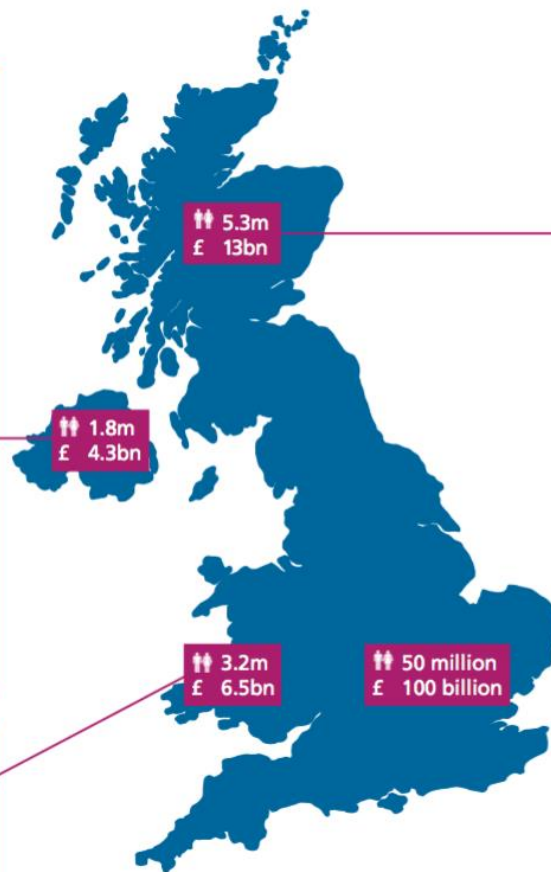 5.3m
£ 13bn
1.8m
£ 4.3bn
3.2m
£ 6.5bn
50 million
£ 100 billion